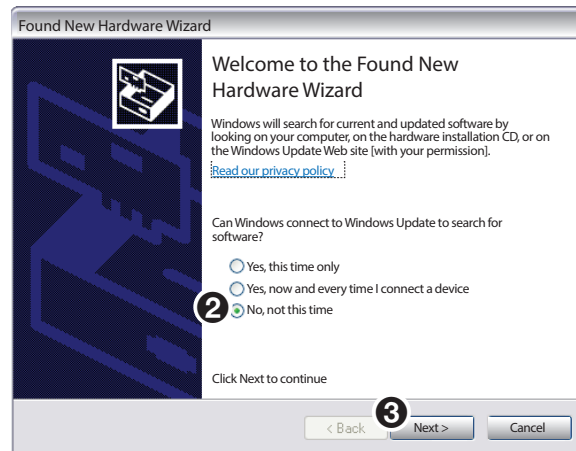 Found New Hardware Wizard
Welcome to the Found New
Hardware Wizard
Windows will search for current and updated software by
looking on your computer, on the hardware installation CD, or on
the Windows Update Web site [with your permission].
Read our privacy policy
Can Windows connect to Windows Update to search for
software?
Yes, this time only
Yes, now and every time I connect a device
2 No, not this time
Click Next to continue
< Back 3 Next > Cancel